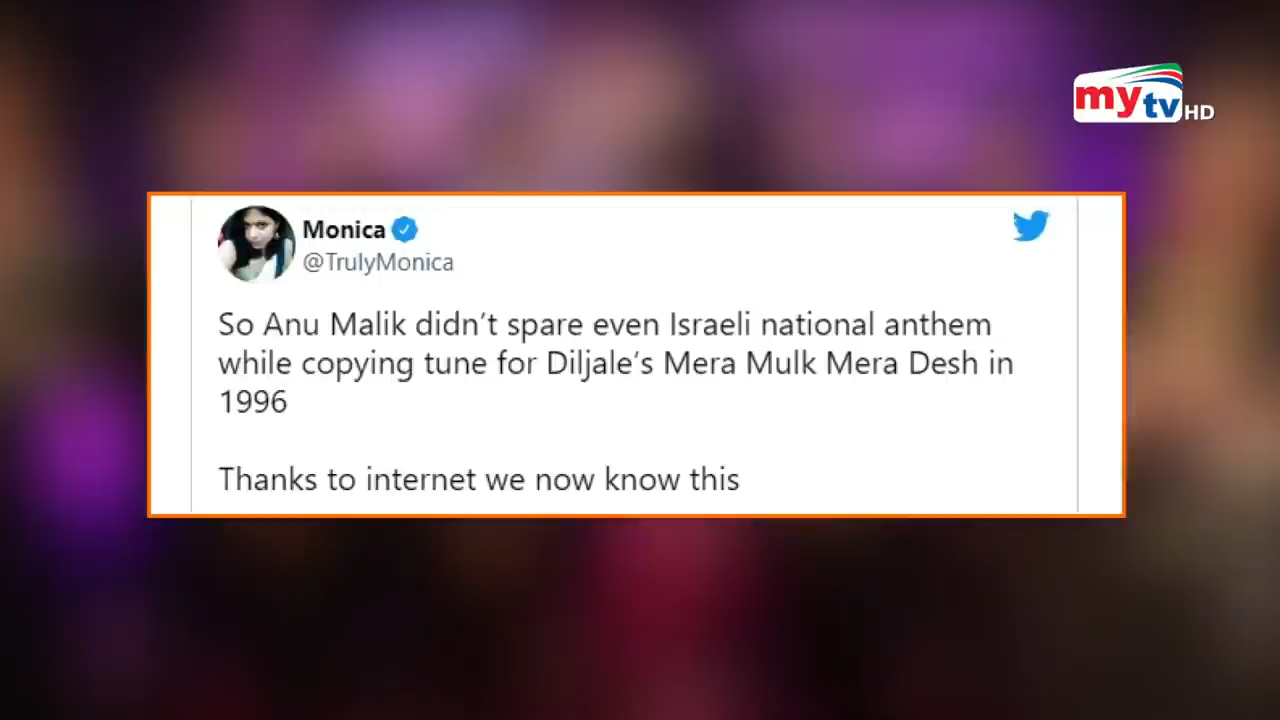 mytv HD
Monica
@TrulyMonica
So Anu Malik didn’t spare even Israeli national anthem
while copying tune for Diljale’s Mera Mulk Mera Desh in
1996
Thanks to internet we now know this